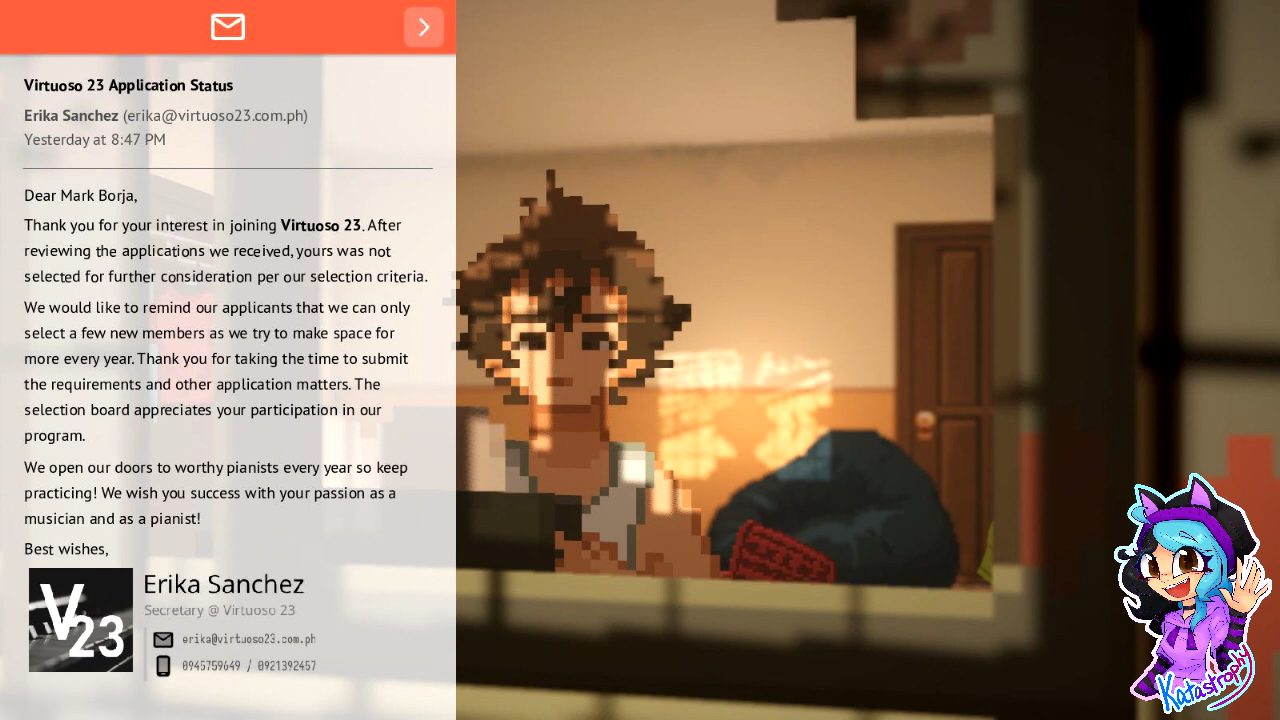 Virtuoso 23 Application Status
Erika Sanchez (erika@virtuoso23.com.ph)
Yesterday at 8:47 PM
Dear Mark Borja,
Thank you for your interest in joining Virtuoso 23. After
reviewing the applications we received, yours was not
selected for further consideration per our selection criteria.
We would like to remind our applicants that we can only
select a few new members as we try to make space for
more every year. Thank you for taking the time to submit
the requirements and other application matters. The
selection board appreciates your participation in our
program.
We open our doors to worthy pianists every year so keep
practicing! We wish you success with your passion as a
musician and as a pianist!
Best wishes,
V
23
Erika Sanchez
Secretary @ Virtuoso 23
erika@virtuoso23.com.ph
0945759649 / 0921392457
Katastrophy